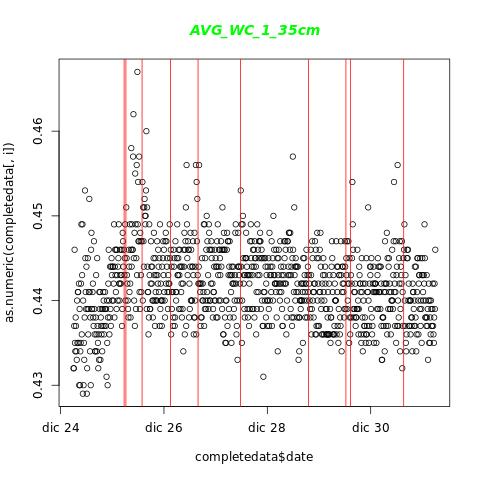 AVG_WC_1_35cm
as.numeric(completedata[, i])
0.46
0.45
0.44
0.43
dic 24
dic 26
dic 28
dic 30
completedata$date